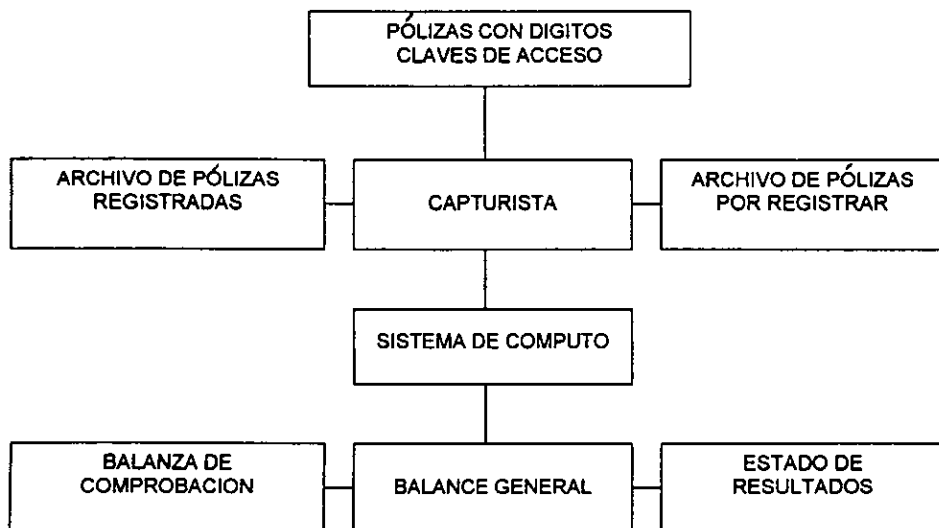 PÓLIZAS CON DIGITOS
CLAVES DE ACCESO
ARCHIVO DE PÓLIZAS
REGISTRADAS
CAPTURISTA
ARCHIVO DE PÓLIZAS
POR REGISTRAR
SISTEMA DE COMPUTO
BALANZA DE
COMPROBACION
BALANCE GENERAL
ESTADO DE
RESULTADOS